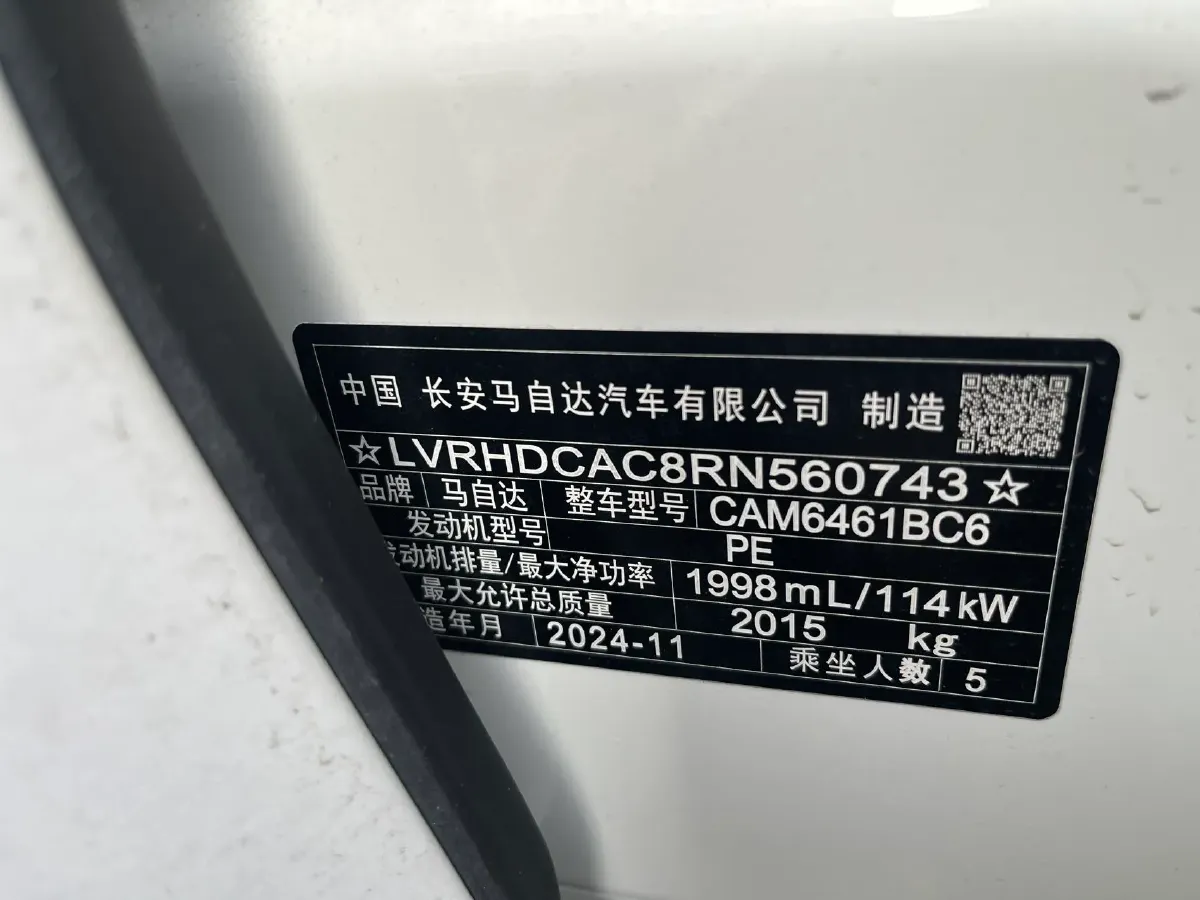 中国 长安马自达汽车有限公司 制造
☆LVRHDCAC8RN560743☆
品牌 马自达 整车型号 CAM6461BC6
发动机型号 PE
发动机排量/最大净功率 1998mL/114kW
最大允许总质量 2015 kg
造年月 2024-11 乘坐人数 5